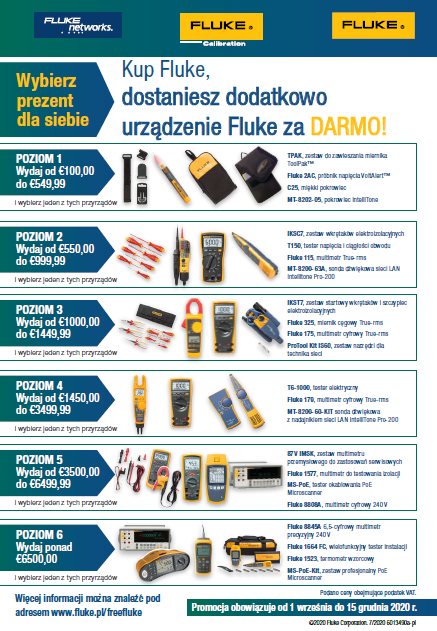 FLUKE
networks.
FLUKE®
Calibration
FLUKE®
Wybierz
prezent
dla siebie
Kup Fluke,
dostaniesz dodatkowo
urządzenie Fluke za DARMO!
POZIOM 1
Wydaj od €100,00
do €549,99
i wybierz jeden z tych przyrządów
TPAK, zestaw do zawieszania miernika
ToolPak™
Fluke 2AC, próbnik napięcia VoltAlert™
C25, miękki pokrowiec
MT-8202-05, pokrowiec IntelliTone
POZIOM 2
Wydaj od €550,00
do €999,99
i wybierz jeden z tych przyrządów
IKSC7, zestaw wkrętaków elektroizolacyjnych
T150, tester napięcia i ciągłości obwodu
Fluke 115, multimetr True-rms
MT-8200-63A, sonda dźwiękowa sieci LAN
Intellitone Pro-200
POZIOM 3
Wydaj od €1000,00
do €1449,99
i wybierz jeden z tych przyrządów
IKST7, zestaw startowy wkrętaków i szczypiec
elektroizolacyjnych
Fluke 325, miernik cęgowy True-rms
Fluke 175, multimetr cyfrowy True-rms
ProTool Kit IS60, zestaw narzędzi dla
technika sieci
POZIOM 4
Wydaj od €1450,00
do €3499,99
i wybierz jeden z tych przyrządów
T6-1000, tester elektryczny
Fluke 179, multimetr cyfrowy True-rms
MT-8200-60-KIT sonda dźwiękowa
z nadajnikiem sieci LAN IntelliTone Pro-200
POZIOM 5
Wydaj od €3500,00
do €6499,99
i wybierz jeden z tych przyrządów
87V IMSK, zestaw multimetru
przemysłowego do zastosowań serwisowych
Fluke 1577, multimetr do testowania izolacji
MS-PoE, tester okablowania PoE
Microscanner
Fluke 8808A, multimetr cyfrowy 240 V
POZIOM 6
Wydaj ponad
€6500,00
i wybierz jeden z tych przyrządów
Fluke 8845A 6,5-cyfrowy multimetr
precyzyjny 240 V
Fluke 1664 FC, wielofunkcyjny tester instalacji
Fluke 1523, termometr wzorcowy
MS-PoE-Kit, zestaw profesjonalny PoE
Microscanner
Podano ceny obejmujące podatek VAT.
Więcej informacji można znaleźć pod
adresem www.fluke.pl/freefluke
Promocja obowiązuje od 1 września do 15 grudnia 2020 r.
©2020 Fluke Corporation. 7/2020 6013490a-pl